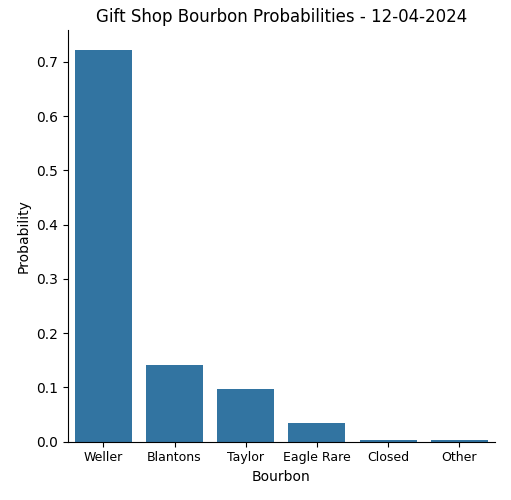 Gift Shop Bourbon Probabilities - 12-04-2024
Probability
0.7
0.6
0.5
0.4
0.3
0.2
0.1
0.0
Weller Blantons Taylor Eagle Rare Closed Other
Bourbon